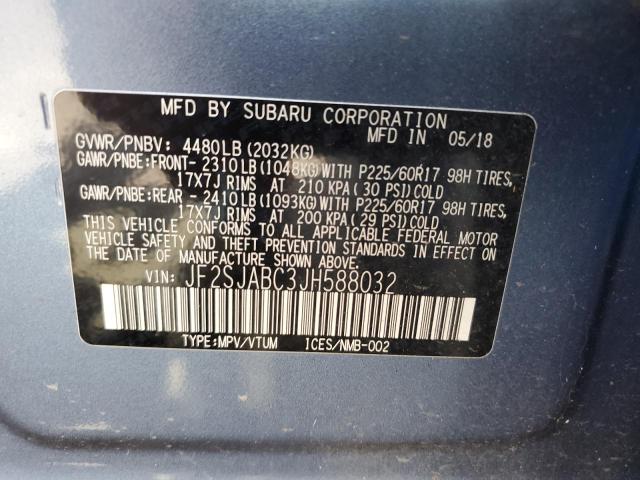 MFD BY SUBARU CORPORATION
MFD IN 05/18
GVWR/PNBV: 4480LB (2032KG)
GAWR/PNBE:FRONT- 2310LB (1048KG) WITH P225/60R17 98H TIRES,
17X7J RIMS AT 210 KPA ( 30 PSI) COLD
GAWR/PNBE:REAR - 2410LB (1093KG) WITH P225/60R17 98H TIRES,
17X7J RIMS AT 200 KPA ( 29 PSI) COLD
THIS VEHICLE CONFORMS TO ALL APPLICABLE FEDERAL MOTOR
VEHICLE SAFETY AND THEFT PREVENTION STANDARDS IN EFFECT ON
THE DATE OF MANUFACTURE SHOWN ABOVE.
VIN: JF2SJABC3JH588032
TYPE:MPV/VTUM ICES/NMB-002